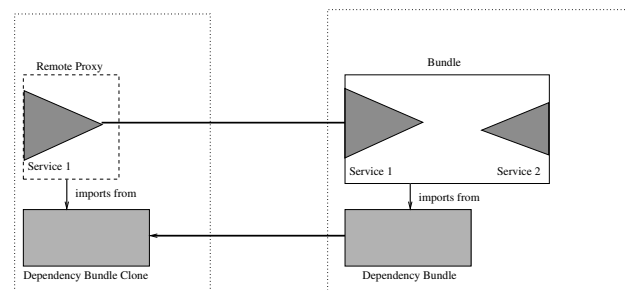 Remote Proxy
Bundle
Service 1
Service 1
Service 2
imports from
imports from
Dependency Bundle Clone
Dependency Bundle